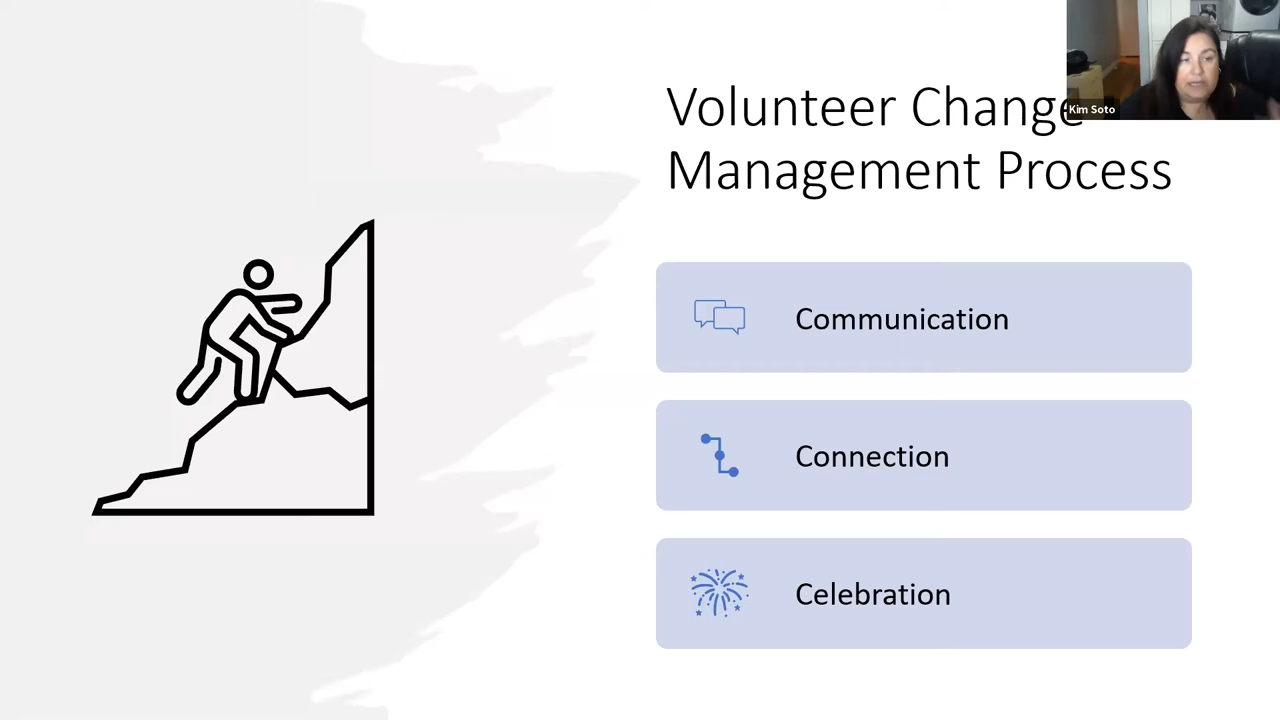 Volunteer Change
Kim Soto
Management Process
Communication
Connection
Celebration